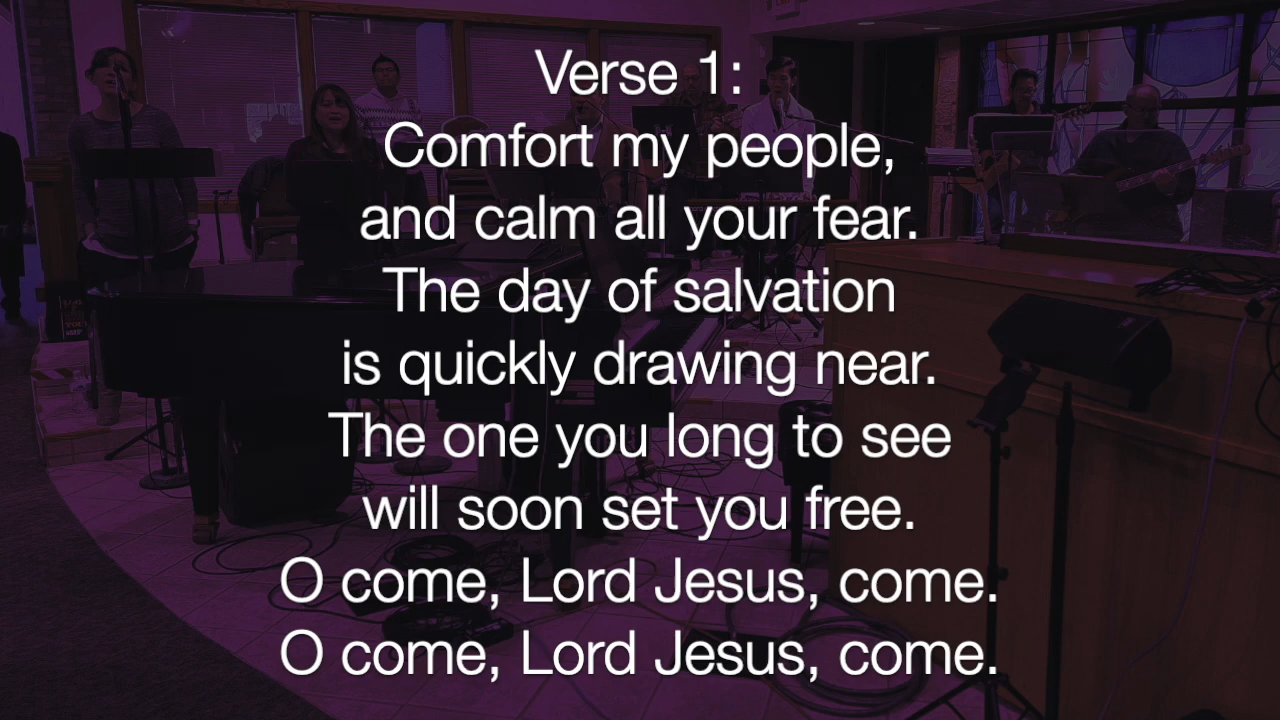 Verse 1:
Comfort my people,
and calm all your fear.
The day of salvation
is quickly drawing near.
The one you long to see
will soon set you free.
O come, Lord Jesus, come.
O come, Lord Jesus, come.